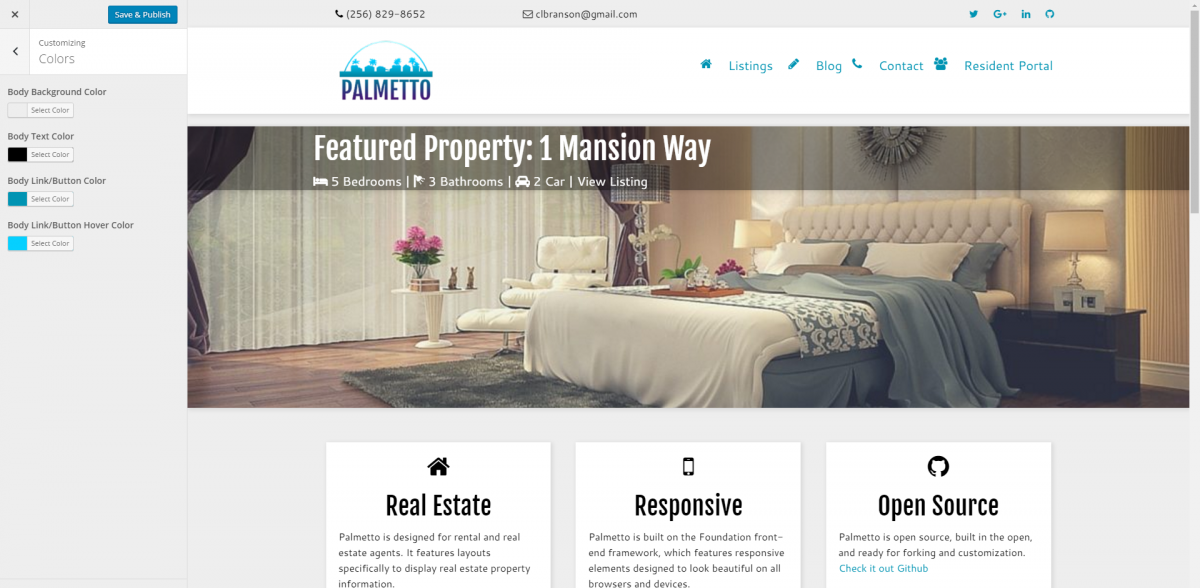 Save & Publish
Customizing
Colors
Body Background Color
Select Color
Body Text Color
Select Color
Body Link/Button Color
Select Color
Body Link/Button Hover Color
Select Color
(256) 829-8652
clbranson@gmail.com
PALMETTO
Listings
Blog
Contact
Resident Portal
Featured Property: 1 Mansion Way
5 Bedrooms | 3 Bathrooms | 2 Car | View Listing
Real Estate
Palmetto is designed for rental and real
estate agents. It features layouts
specifically to display real estate property
information.
Responsive
Palmetto is built on the Foundation front-
end framework, which features responsive
elements designed to look beautiful on all
browsers and devices.
Open Source
Palmetto is open source, built in the open,
and ready for forking and customization.
Check it out Github